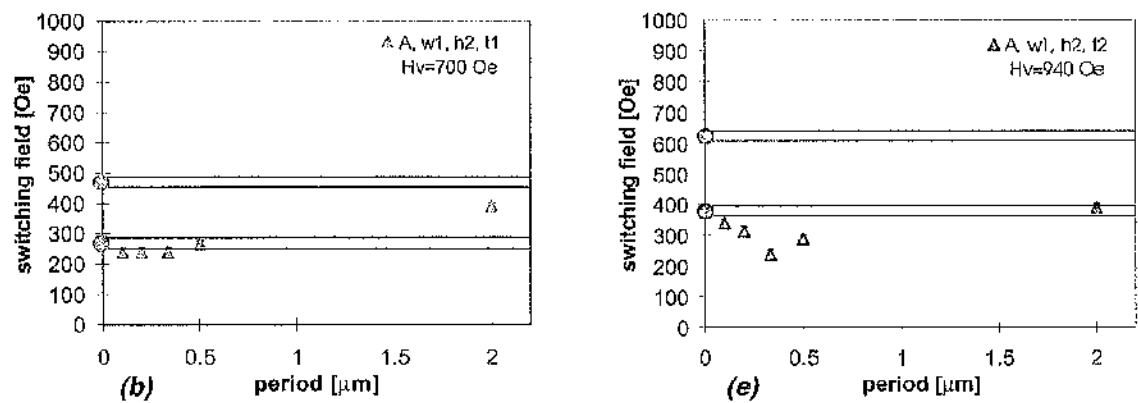 1000
900
800
700
600
500
400
300
200
100
0
switching field [Oe]
A, w1, h2, t1
Hv=700 Oe
0 0.5 1 1.5 2
(b) period [μm]
1000
900
800
700
600
500
400
300
200
100
0
switching field [Oe]
A, w1, h2, t2
Hv=940 Oe
0 0.5 1 1.5 2
(e) period [μm]